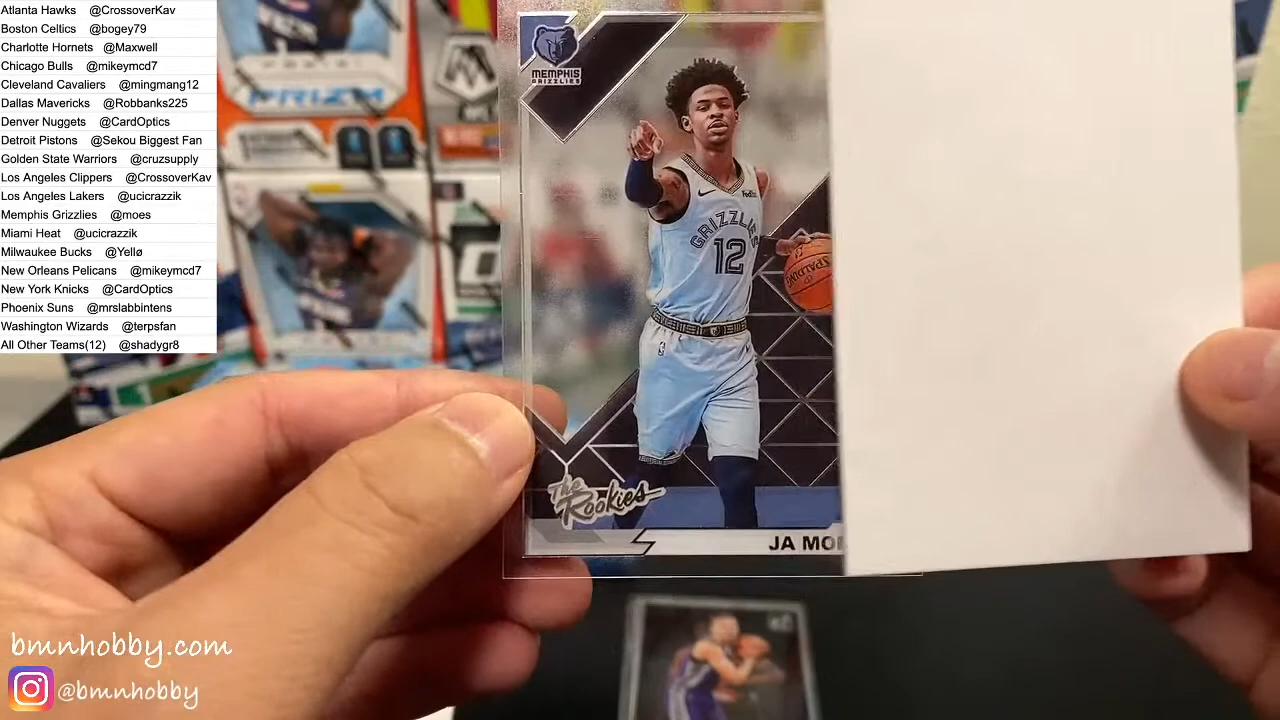 Atlanta Hawks @CrossoverKav
Boston Celtics @bogey79
Charlotte Hornets @Maxwell
Chicago Bulls @mikeymcd7
Cleveland Cavaliers @mingmang12
Dallas Mavericks @Robbanks225
Denver Nuggets @CardOptics
Detroit Pistons @Sekou Biggest Fan
Golden State Warriors @cruzsupply
Los Angeles Clippers @CrossoverKav
Los Angeles Lakers @ucicrazzik
Memphis Grizzlies @moes
Miami Heat @ucicrazzik
Milwaukee Bucks @Yellø
New Orleans Pelicans @mikeymcd7
New York Knicks @CardOptics
Phoenix Suns @mrslabbintens
Washington Wizards @terpsfan
All Other Teams(12) @shadygr8
PRIZM
MEMPHIS
GRIZZLIES
FedEx
GRIZZLIES
12
SPALDING
The
Rookies
JA MO
bmnhobby.com
@bmnhobby